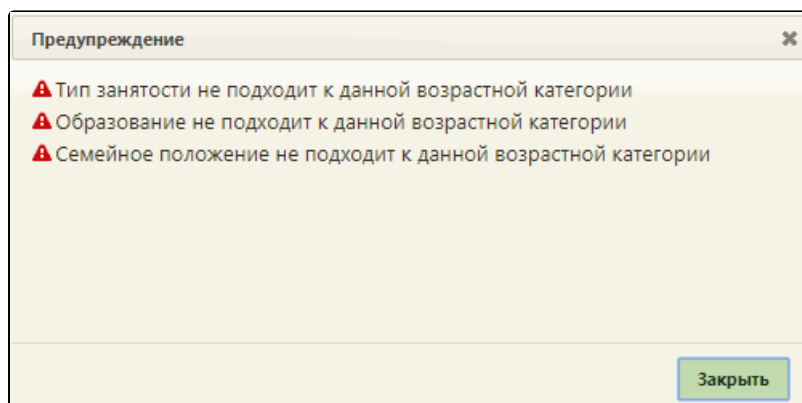 Предупреждение
Тип занятости не подходит к данной возрастной категории
Образование не подходит к данной возрастной категории
Семейное положение не подходит к данной возрастной категории
Закрыть